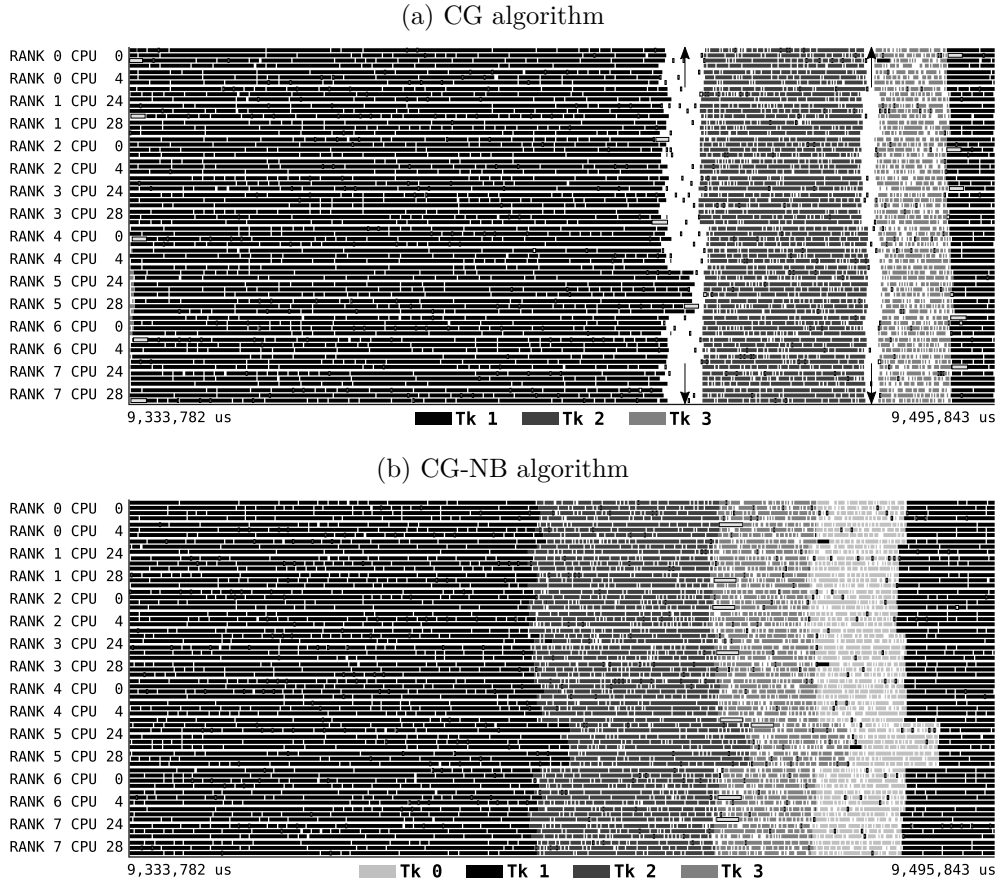 (a) CG algorithm
RANK 0 CPU 0
RANK 0 CPU 4
RANK 1 CPU 24
RANK 1 CPU 28
RANK 2 CPU 0
RANK 2 CPU 4
RANK 3 CPU 24
RANK 3 CPU 28
RANK 4 CPU 0
RANK 4 CPU 4
RANK 5 CPU 24
RANK 5 CPU 28
RANK 6 CPU 0
RANK 6 CPU 4
RANK 7 CPU 24
RANK 7 CPU 28
9,333,782 us Tk 1 Tk 2 Tk 3 9,495,843 us
(b) CG-NB algorithm
RANK 0 CPU 0
RANK 0 CPU 4
RANK 1 CPU 24
RANK 1 CPU 28
RANK 2 CPU 0
RANK 2 CPU 4
RANK 3 CPU 24
RANK 3 CPU 28
RANK 4 CPU 0
RANK 4 CPU 4
RANK 5 CPU 24
RANK 5 CPU 28
RANK 6 CPU 0
RANK 6 CPU 4
RANK 7 CPU 24
RANK 7 CPU 28
9,333,782 us Tk 0 Tk 1 Tk 2 Tk 3 9,495,843 us